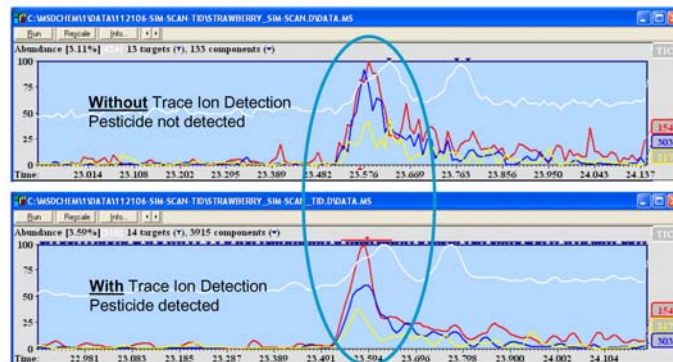 C:\MSDCHEM\1\DATA\112106-SIM-SCAN-TID\STRAWBERRY_SIM-SCAN.D\DATA.MS
Run Rescale Info...
Abundance [3.11%] 13 targets (▼), 133 components (▼) TIC
100
75
50
25
0
Without Trace Ion Detection
Pesticide not detected
154
303
317
Time: 23.014 23.108 23.202 23.295 23.389 23.482 23.576 23.669 23.763 23.856 23.950 24.043 24.137
C:\MSDCHEM\1\DATA\112106-SIM-SCAN-TID\STRAWBERRY_SIM-SCAN_TID.D\DATA.MS
Run Rescale Info...
Abundance [3.59%] 14 targets (▼), 3915 components (▼) TIC
100
75
50
25
0
With Trace Ion Detection
Pesticide detected
154
317
303
Time: 22.981 23.083 23.185 23.287 23.389 23.491 23.594 23.696 23.798 23.900 24.002 24.104